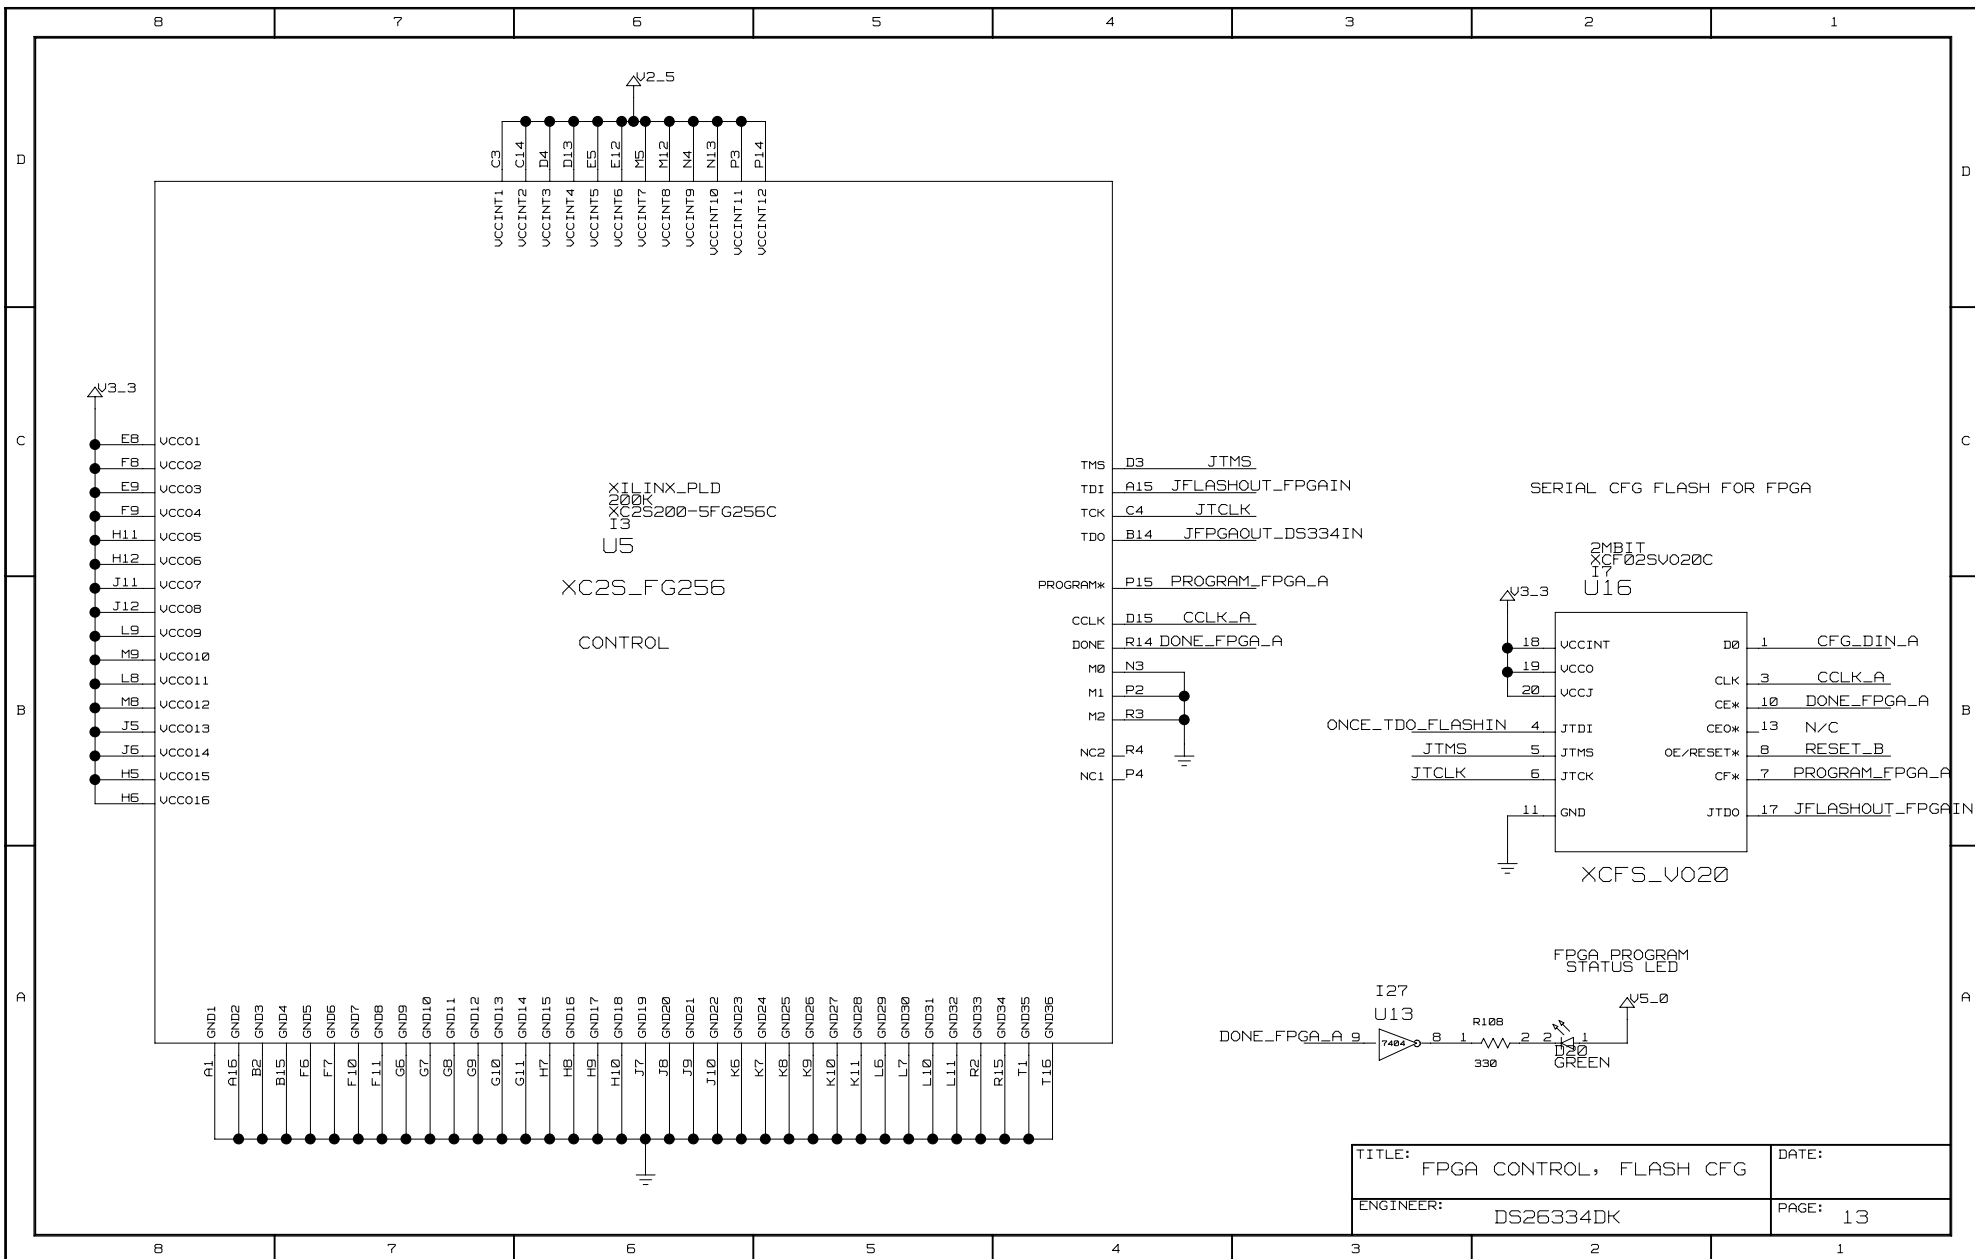 8 7 6 5 4 3 2 1
V2_5
C3 C14 D4 D13 E5 E12 M5 M12 N4 N13 P3 P14
D D
VCCINT1 VCCINT2 VCCINT3 VCCINT4 VCCINT5 VCCINT6 VCCINT7 VCCINT8 VCCINT9 VCCINT10 VCCINT11 VCCINT12
V3_3
C C
E8 VCCO1
F8 VCCO2
E9 VCCO3
F9 VCCO4
H11 VCCO5
H12 VCCO6
J11 VCCO7
J12 VCCO8
L9 VCCO9
M9 VCCO10
L8 VCCO11
M8 VCCO12
J5 VCCO13
J6 VCCO14
H5 VCCO15
H6 VCCO16
XILINX_PLD
200K
XC2S200-5FG256C
I3
U5
XC2S_FG256
CONTROL
TMS D3 JTMS
TDI A15 JFLASHOUT_FPGAIN
TCK C4 JTCLK
TDO B14 JFPGAOUT_DS334IN
PROGRAM* P15 PROGRAM_FPGA_A
CCLK D15 CCLK_A
DONE R14 DONE_FPGA_A
M0 N3
M1 P2
M2 R3
NC2 R4
NC1 P4
SERIAL CFG FLASH FOR FPGA
2MBIT
XCF02SVO20C
I7
U16
V3_3
18 VCCINT D0 1 CFG_DIN_A
19 VCCO
CLK 3 CCLK_A
20 VCCJ
CE* 10 DONE_FPGA_A
B B
ONCE_TDO_FLASHIN 4 JTDI CEO* 13 N/C
JTMS 5 JTMS OE/RESET* 8 RESET_B
JTCLK 6 JTCK CF* 7 PROGRAM_FPGA_A
11 GND JTDO 17 JFLASHOUT_FPGAIN
XCFS_VO20
FPGA PROGRAM
STATUS LED
A A
I27
U13
V5_0
R108
DONE_FPGA_A 9 7404 8 1 2 2 1
330
D20
GREEN
GND1 GND2 GND3 GND4 GND5 GND6 GND7 GND8 GND9 GND10 GND11 GND12 GND13 GND14 GND15 GND16 GND17 GND18 GND19 GND20 GND21 GND22 GND23 GND24 GND25 GND26 GND27 GND28 GND29 GND30 GND31 GND32 GND33 GND34 GND35 GND36
A1 A16 B2 B15 F6 F7 F10 F11 G6 G7 G8 G9 G10 G11 H7 H8 H9 H10 J7 J8 J9 J10 K6 K7 K8 K9 K10 K11 L6 L7 L10 L11 R2 R15 T1 T16
TITLE: FPGA CONTROL, FLASH CFG
DATE:
ENGINEER: DS26334DK
PAGE: 13
8 7 6 5 4 3 2 1